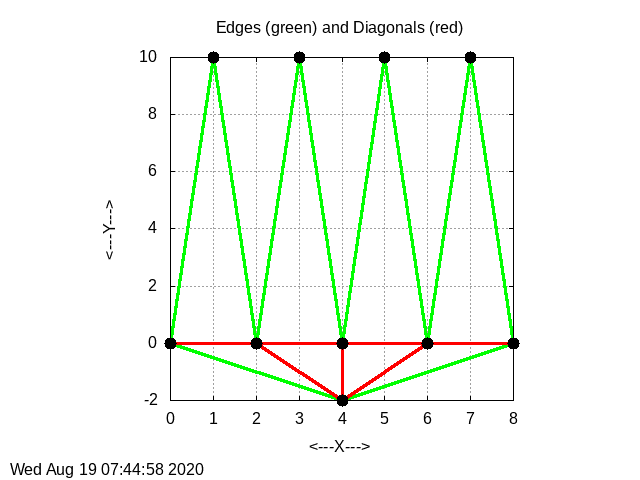 Edges (green) and Diagonals (red)
10
8
6
4
2
0
-2
<---Y--->
0 1 2 3 4 5 6 7 8
<---X--->
Wed Aug 19 07:44:58 2020